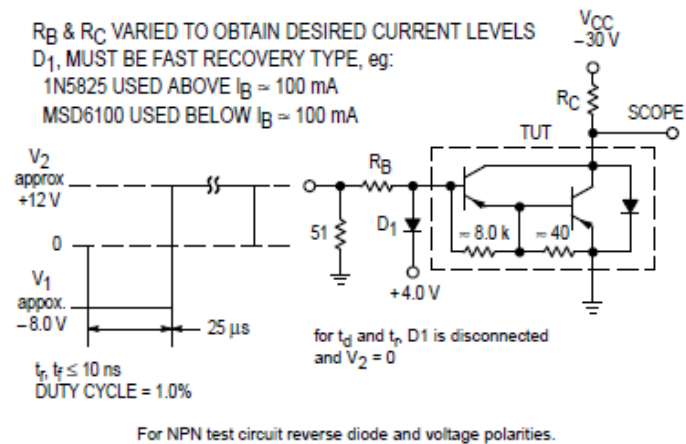 RB & RC VARIED TO OBTAIN DESIRED CURRENT LEVELS
D1, MUST BE FAST RECOVERY TYPE, eg:
1N5825 USED ABOVE IB ≈ 100 mA
MSD6100 USED BELOW IB ≈ 100 mA
VCC
−30 V
RC
SCOPE
TUT
V2
approx
+12 V
RB
0
51
D1
≈ 8.0 k
≈ 40
V1
appox.
−8.0 V
+4.0 V
25 µs
for td and tr, D1 is disconnected
and V2 = 0
tr, tf ≤ 10 ns
DUTY CYCLE = 1.0%
For NPN test circuit reverse diode and voltage polarities.